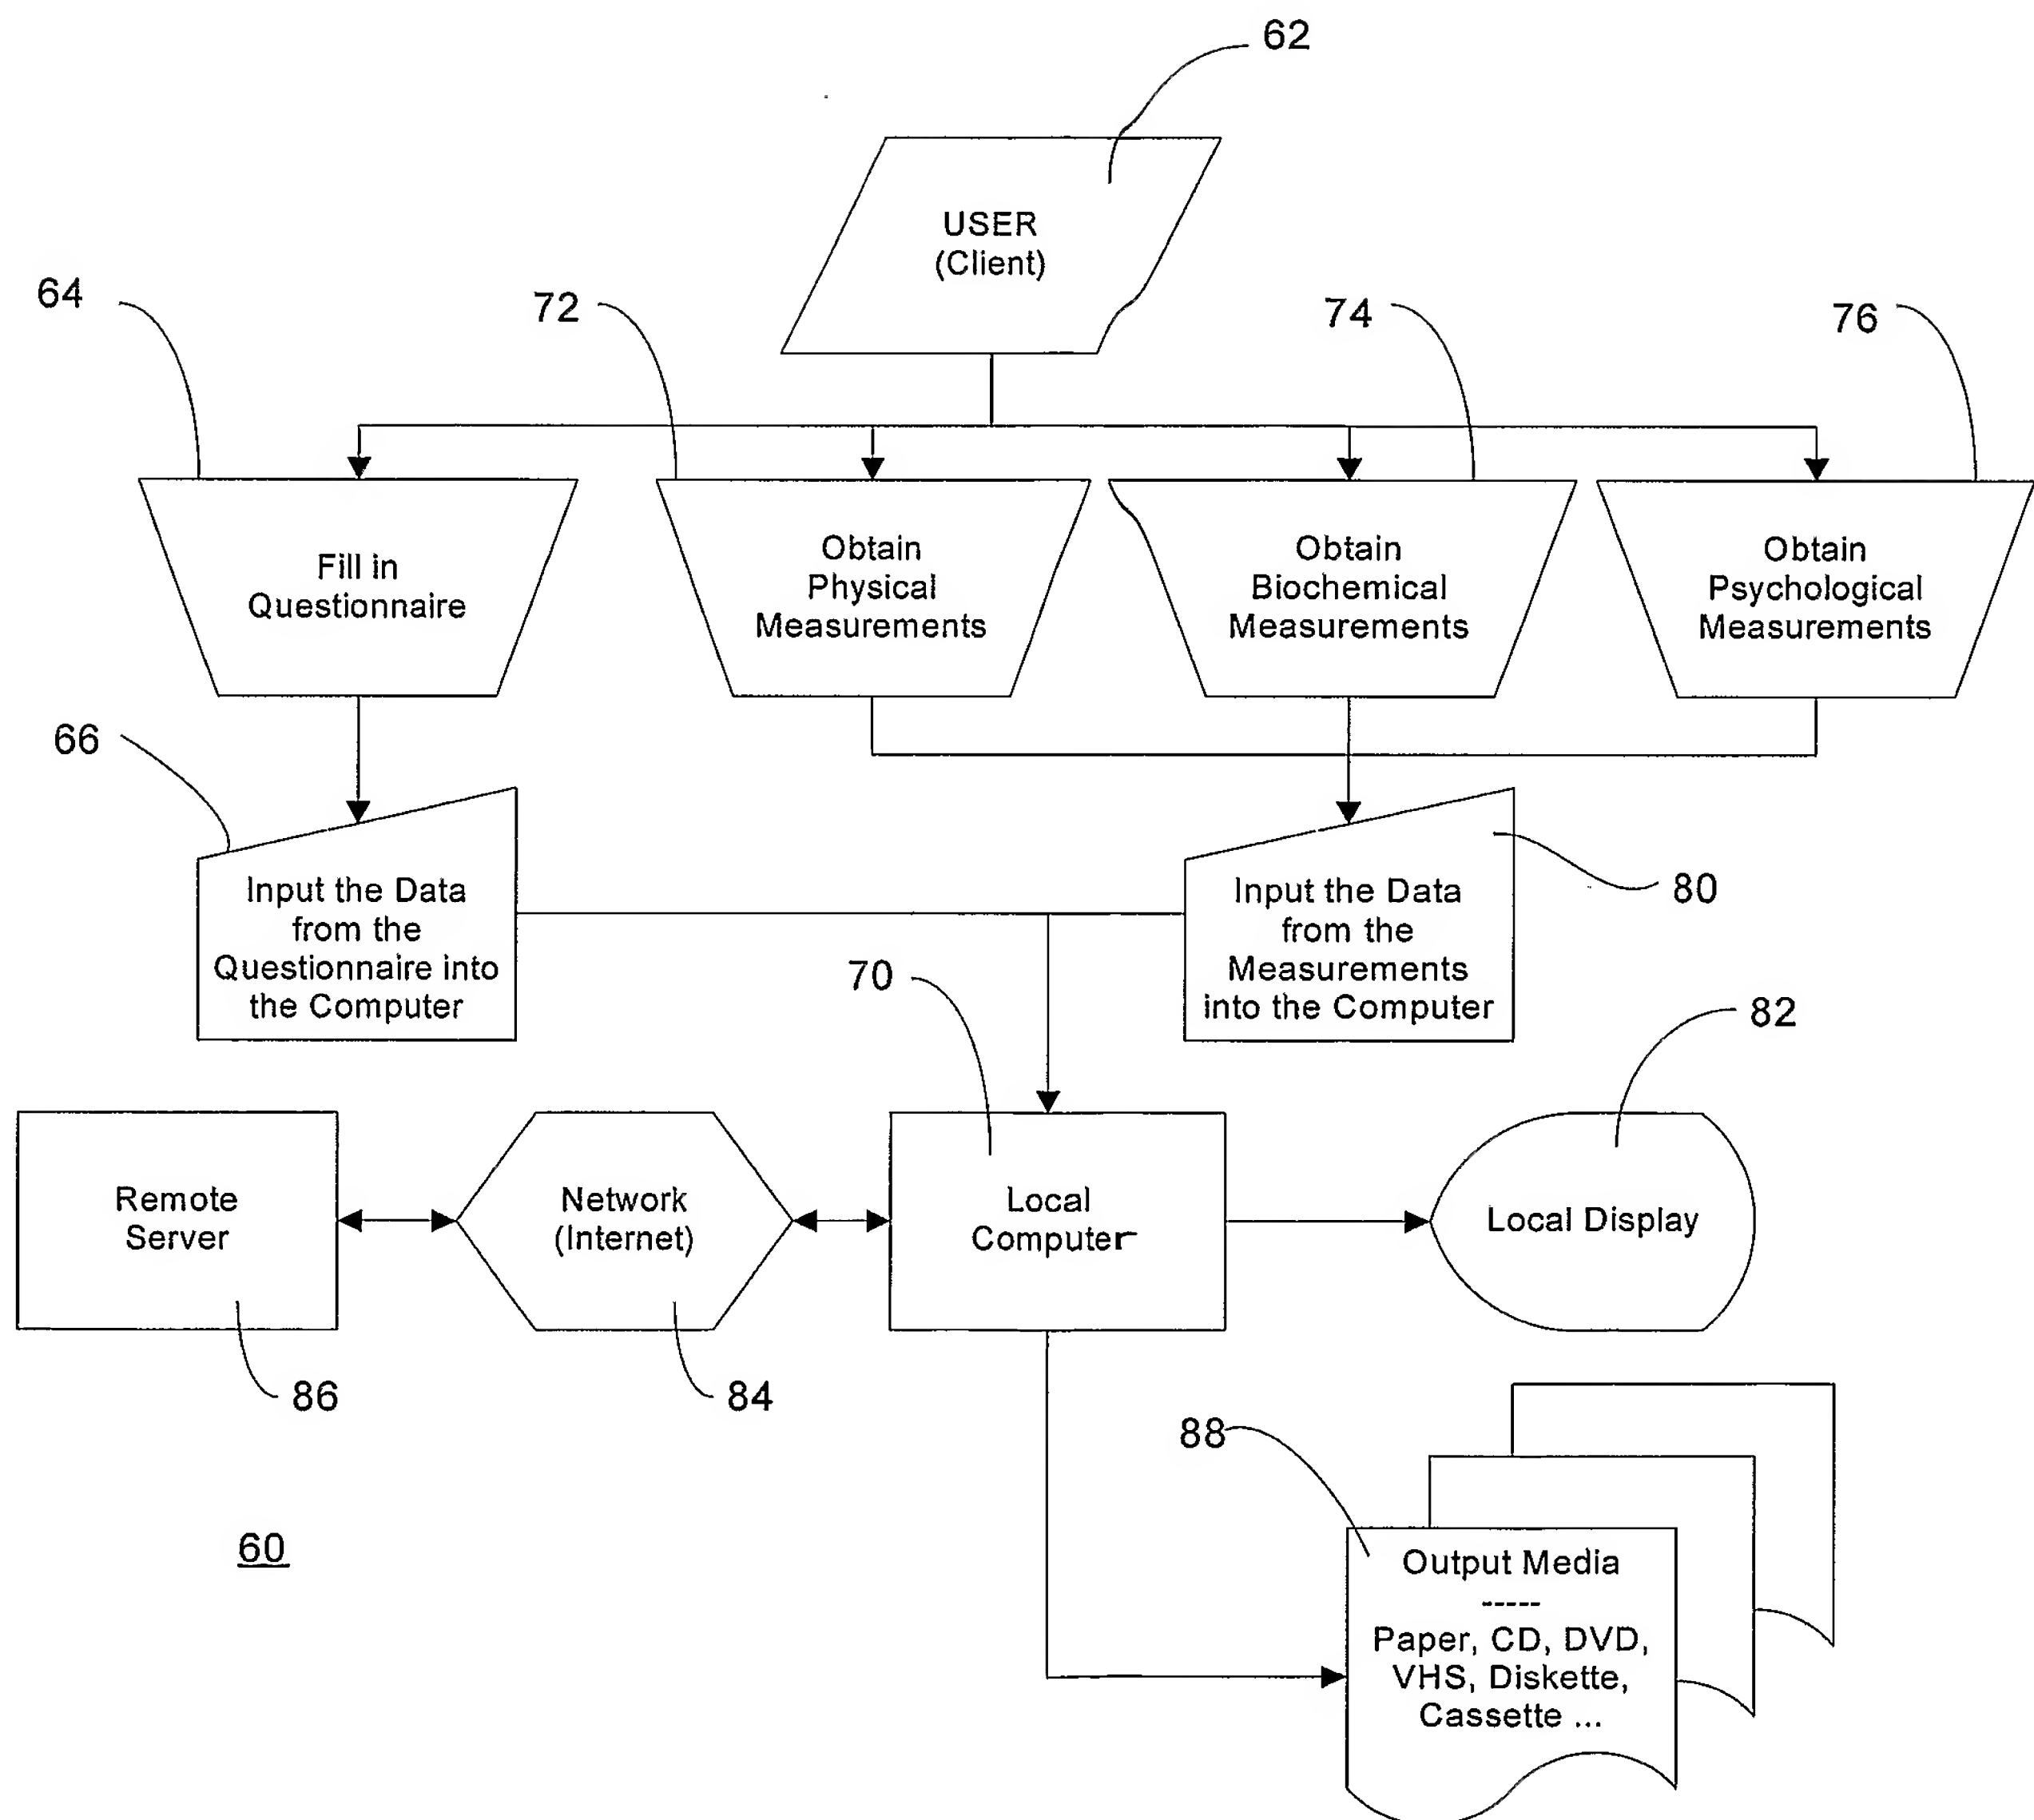 62
USER
(Client)
64
72
74
76
Fill in
Questionnaire
Obtain
Physical
Measurements
Obtain
Biochemical
Measurements
Obtain
Psychological
Measurements
66
Input the Data
from the
Questionnaire into
the Computer
80
Input the Data
from the
Measurements
into the Computer
70
82
Remote
Server
Network
(Internet)
Local
Computer
Local Display
86
84
88
60
Output Media
-----
Paper, CD, DVD,
VHS, Diskette,
Cassette ...